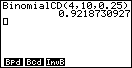 BinomialCD(4,10,0.25)
0.9218730927
BPd Bcd InvB